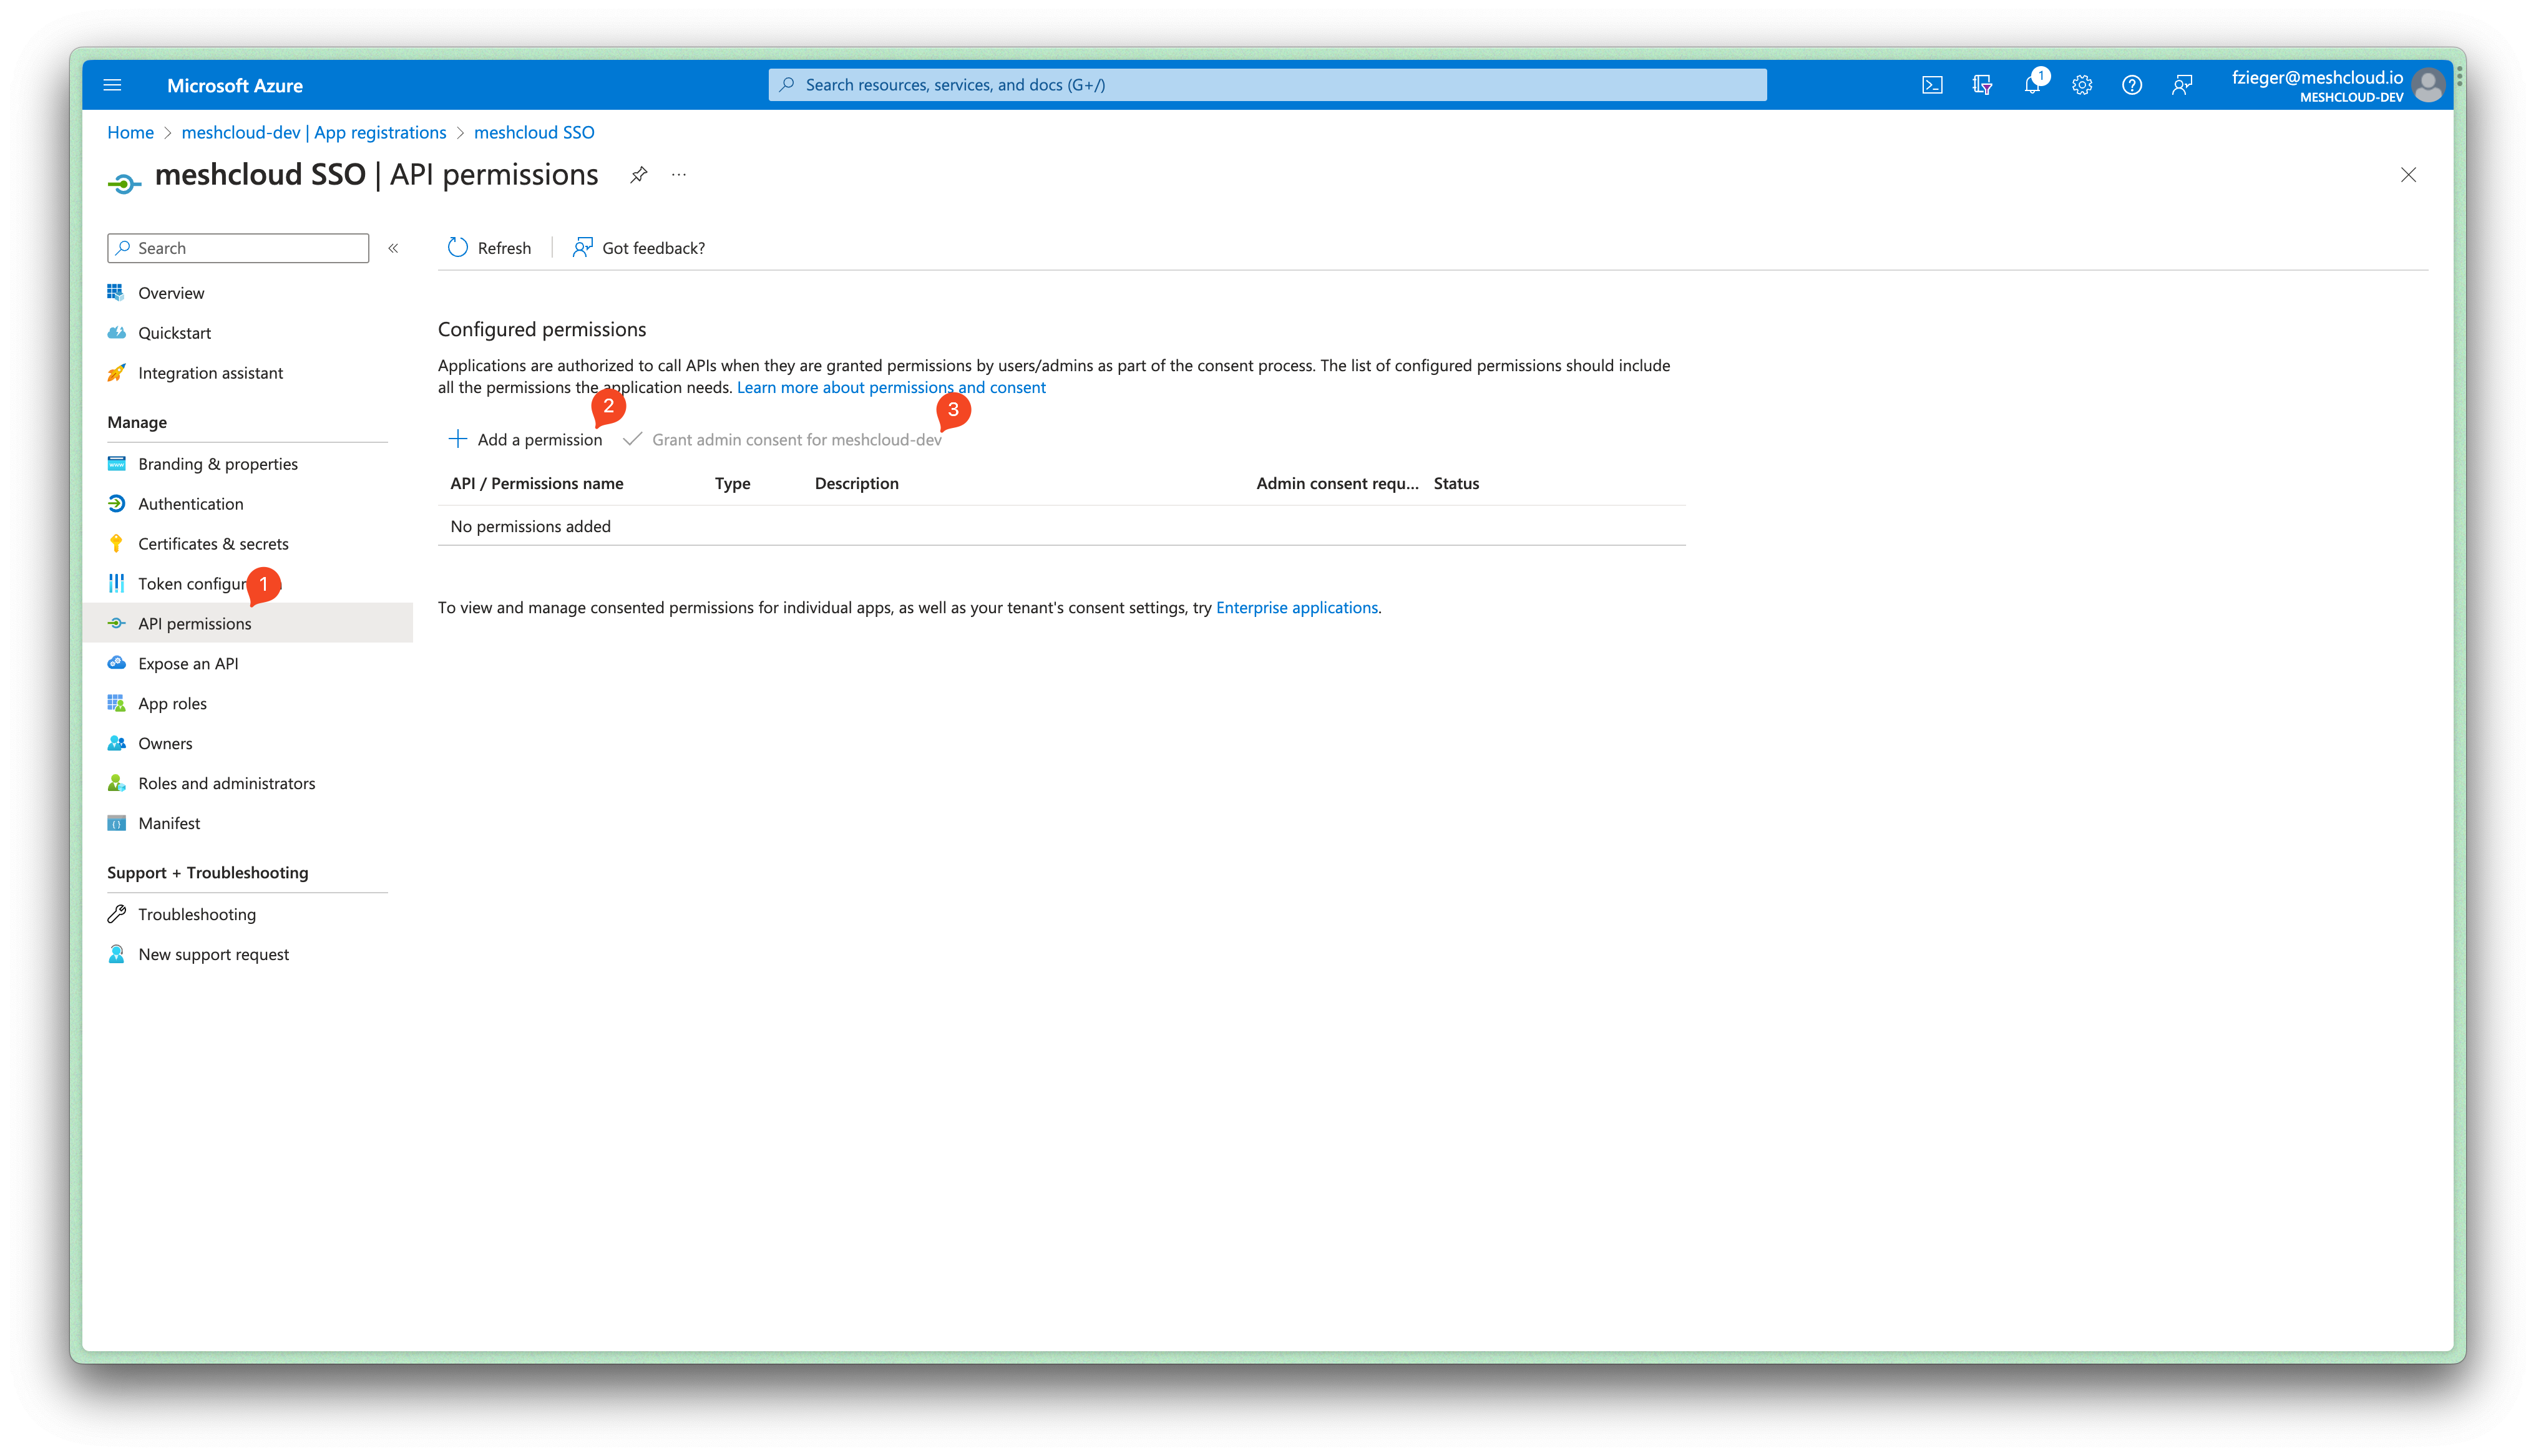 Microsoft Azure
Search resources, services, and docs (G+/)
1
fzieger@meshcloud.io
MESHCLOUD-DEV
Home > meshcloud-dev | App registrations > meshcloud SSO
meshcloud SSO | API permissions
Search
Refresh
Got feedback?
Overview
Quickstart
Integration assistant
Manage
Branding & properties
Authentication
Certificates & secrets
Token configur
1
API permissions
Expose an API
App roles
Owners
Roles and administrators
Manifest
Support + Troubleshooting
Troubleshooting
New support request
Configured permissions
Applications are authorized to call APIs when they are granted permissions by users/admins as part of the consent process. The list of configured permissions should include
all the permissions the application needs. Learn more about permissions and consent
2
3
Add a permission
Grant admin consent for meshcloud-dev
API / Permissions name Type Description Admin consent requ... Status
No permissions added
To view and manage consented permissions for individual apps, as well as your tenant's consent settings, try Enterprise applications.